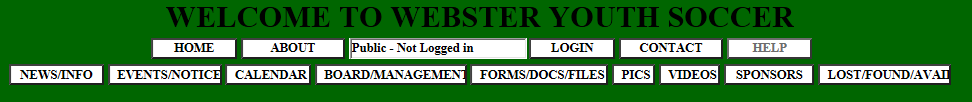 WELCOME TO WEBSTER YOUTH SOCCER
HOME ABOUT Public - Not Logged in LOGIN CONTACT HELP
NEWS/INFO EVENTS/NOTICE CALENDAR BOARD/MANAGEMENT FORMS/DOCS/FILES PICS VIDEOS SPONSORS LOST/FOUND/AVAI